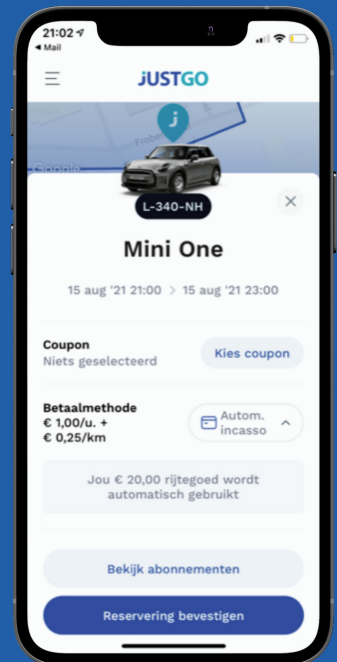 21:02
Mail
JUSTGO
j
Google
L-340-NH
Mini One
15 aug '21 21:00 > 15 aug '21 23:00
Coupon
Niets geselecteerd
Kies coupon
Betaalmethode
€ 1,00/u. +
€ 0,25/km
Autom.
incasso
Jou € 20,00 rijtegoed wordt
automatisch gebruikt
Bekijk abonnementen
Reservering bevestigen